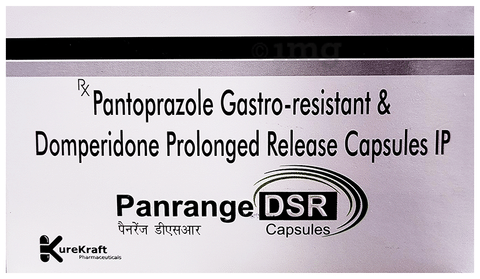 1mg
Rx Pantoprazole Gastro-resistant &
Domperidone Prolonged Release Capsules IP
Panrange DSR
पैनरेंज डीएसआर Capsules
KureKraft
Pharmaceuticals